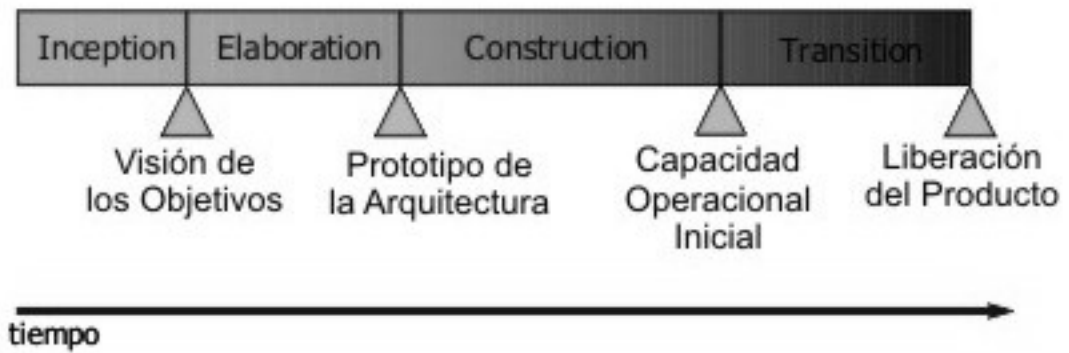 Inception Elaboration Construction Transition
Visión de
los Objetivos
Prototipo de
la Arquitectura
Capacidad
Operacional
Inicial
Liberación
del Producto
tiempo